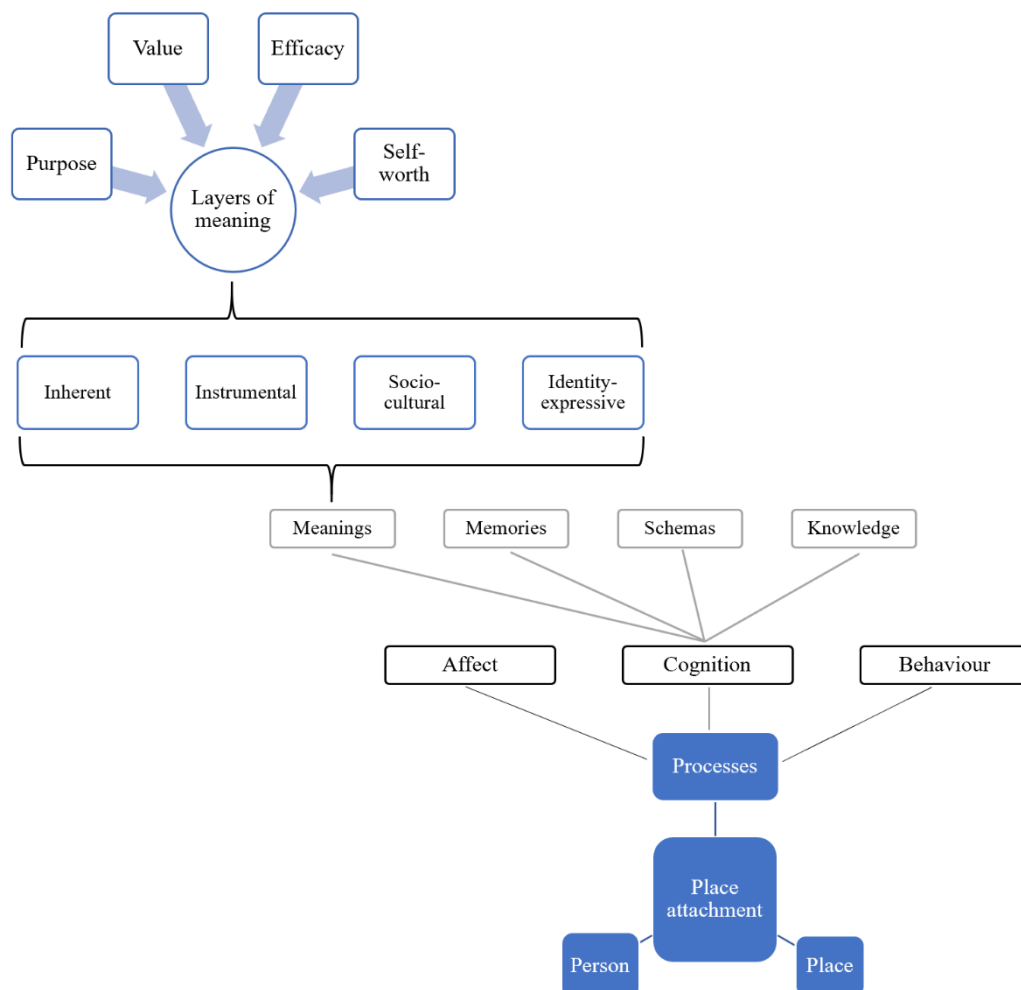 Value
Efficacy
Purpose
Self-
worth
Layers of
meaning
Inherent
Instrumental
Socio-
cultural
Identity-
expressive
Meanings
Memories
Schemas
Knowledge
Affect
Cognition
Behaviour
Processes
Place
attachment
Person
Place